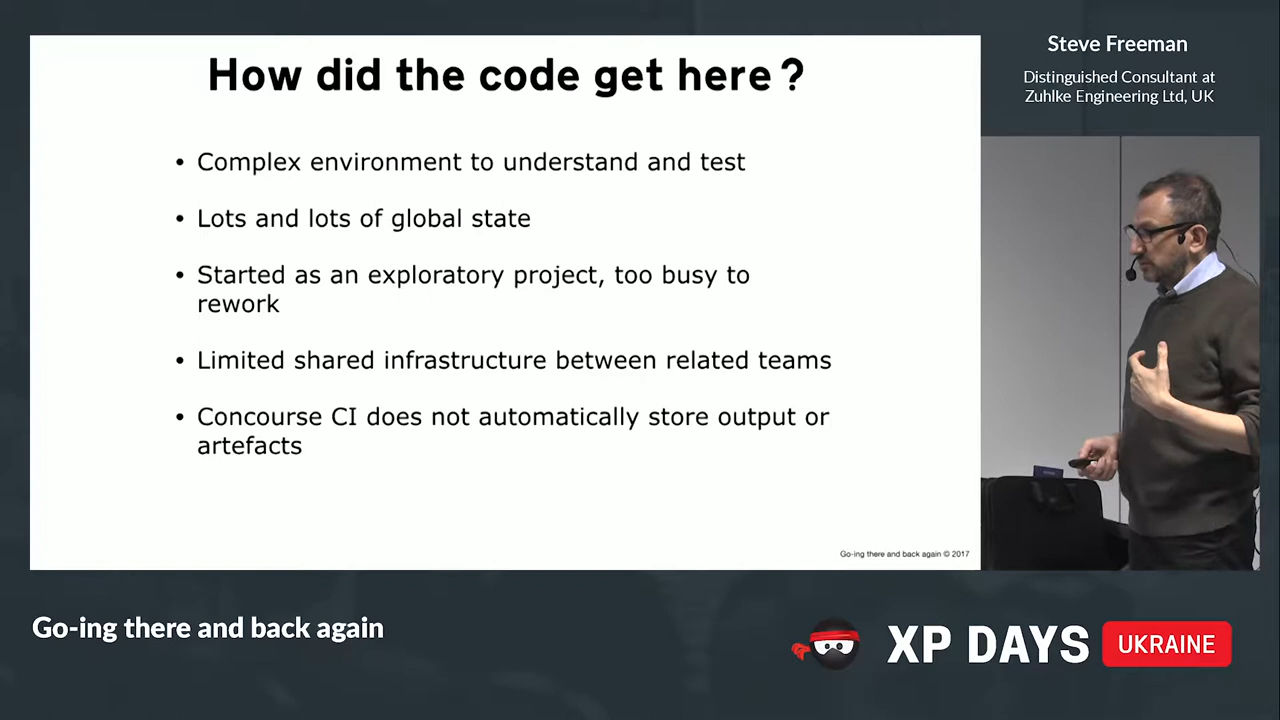 How did the code get here?
• Complex environment to understand and test
• Lots and lots of global state
• Started as an exploratory project, too busy to
rework
• Limited shared infrastructure between related teams
• Concourse CI does not automatically store output or
artefacts
Go-ing there and back again © 2017
Steve Freeman
Distinguished Consultant at
Zuhlke Engineering Ltd, UK
Go-ing there and back again
XP DAYS UKRAINE